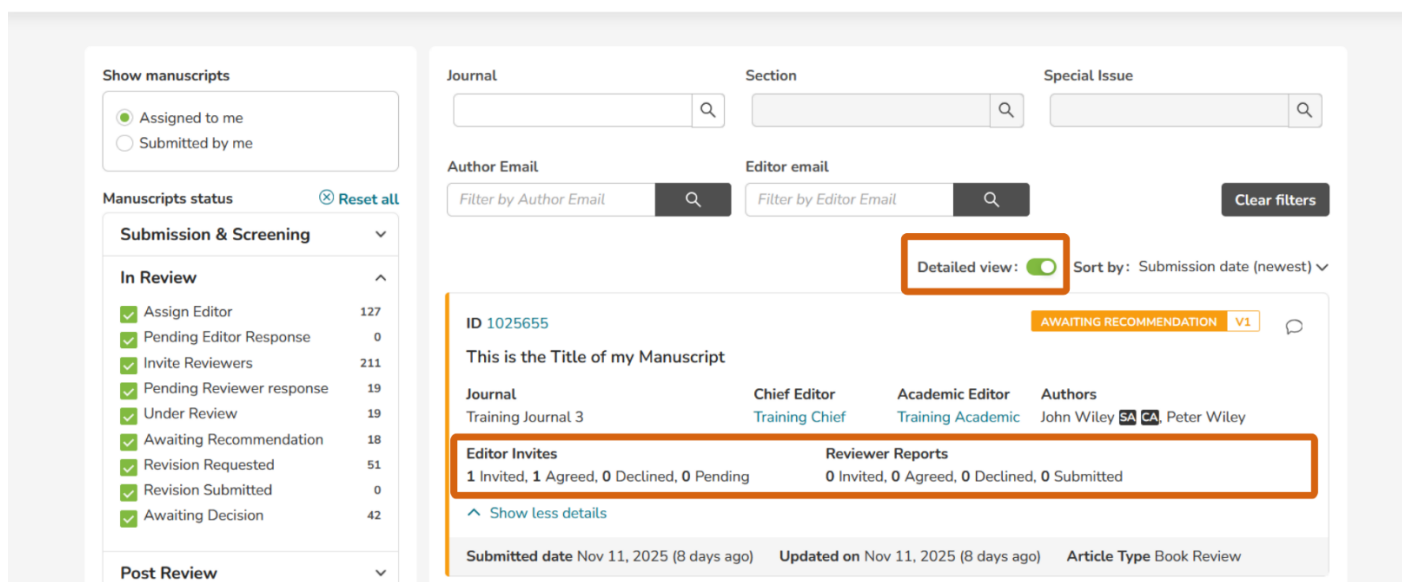 Show manuscripts
Assigned to me
Submitted by me
Manuscripts status Reset all
Submission & Screening
In Review
Assign Editor 127
Pending Editor Response 0
Invite Reviewers 211
Pending Reviewer response 19
Under Review 19
Awaiting Recommendation 18
Revision Requested 51
Revision Submitted 0
Awaiting Decision 42
Post Review
Journal Section Special Issue
Author Email Editor email
Filter by Author Email Filter by Editor Email Clear filters
Detailed view: Sort by: Submission date (newest)
ID 1025655 AWAITING RECOMMENDATION V1
This is the Title of my Manuscript
Journal Chief Editor Academic Editor Authors
Training Journal 3 Training Chief Training Academic John Wiley SA CA, Peter Wiley
Editor Invites Reviewer Reports
1 Invited, 1 Agreed, 0 Declined, 0 Pending 0 Invited, 0 Agreed, 0 Declined, 0 Submitted
Show less details
Submitted date Nov 11, 2025 (8 days ago) Updated on Nov 11, 2025 (8 days ago) Article Type Book Review